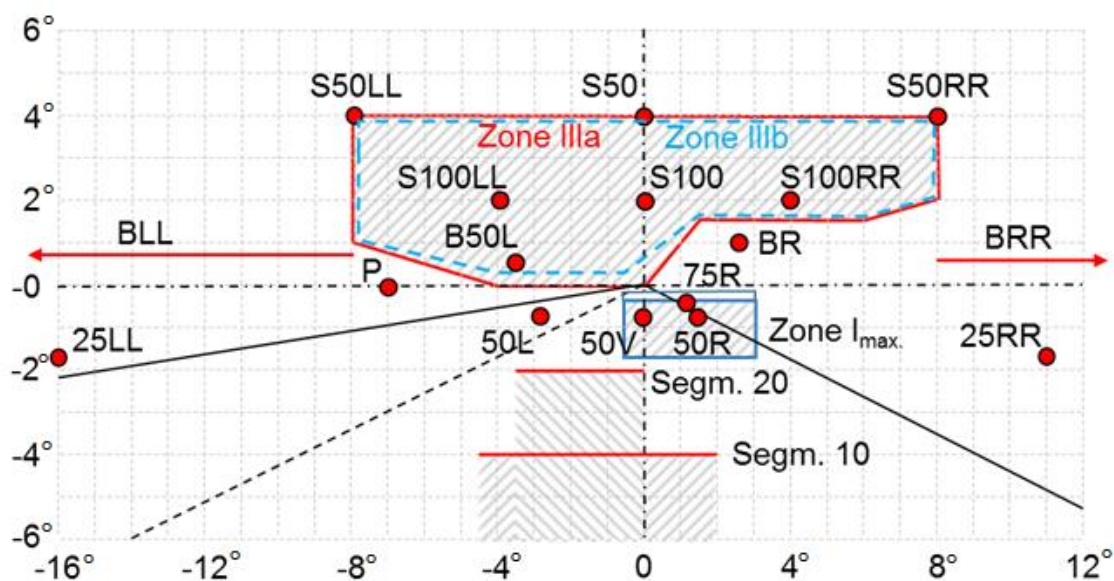 6°
S50LL
S50
S50RR
4°
Zone IIIa
Zone IIIb
S100LL
S100
S100RR
2°
BLL
B50L
BR
BRR
P
75R
-0
25LL
50L
50V
50R
Zone Imax.
25RR
-2°
Segm. 20
-4°
Segm. 10
-6°
-16°
-12°
-8°
-4°
0
4°
8°
12°